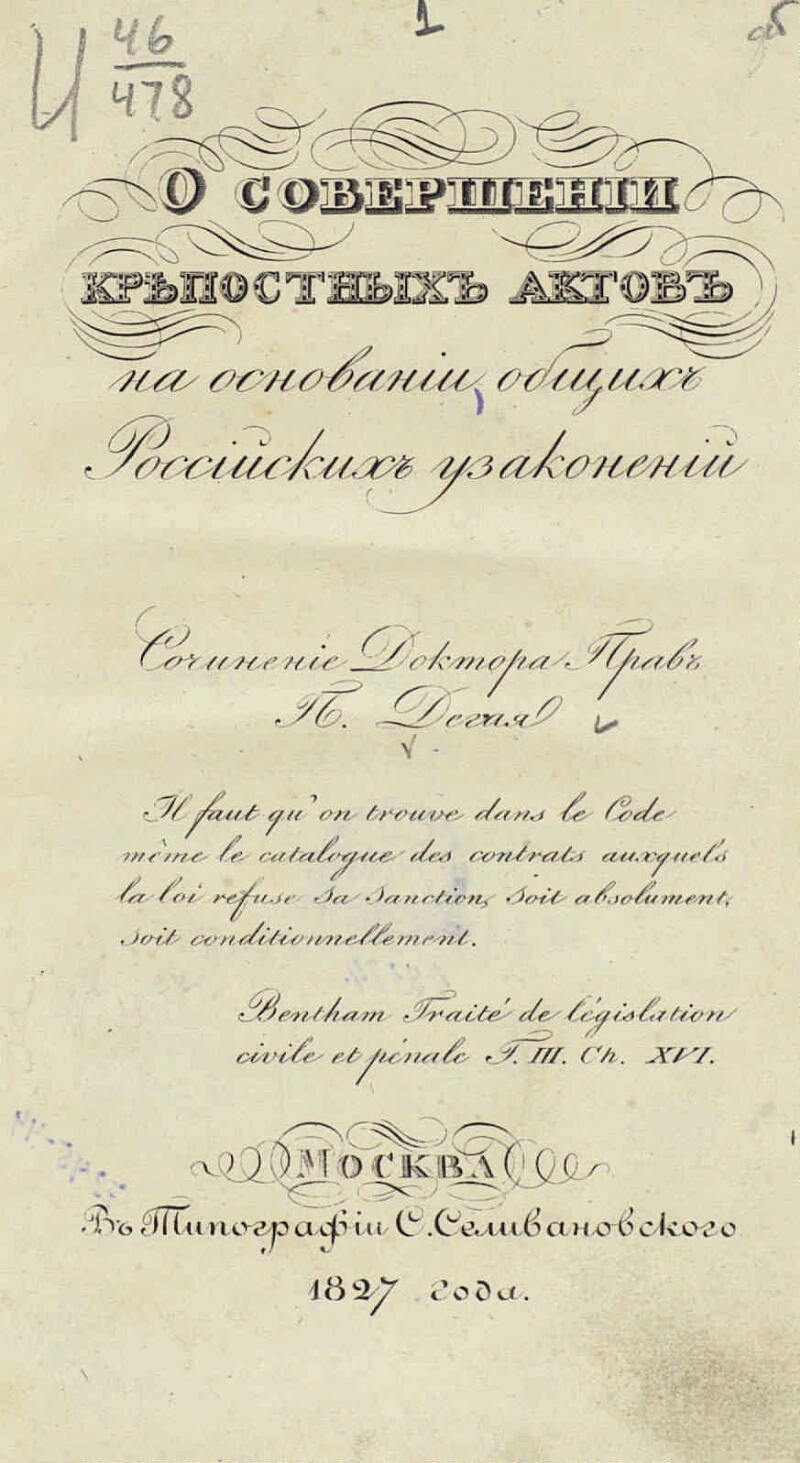 И 46
478
1
О СОВЕРШЕНІИ
КРѢПОСТНЫХЪ АКТОВЪ
на основаніи общихъ
Россійскихъ узаконеній
Сочиненіе Доктора Правъ
П. Дегая
Il faut qu'on trouve dans le Code
même le catalogue des contrats auxquels
la loi refuse sa sanction, soit absolument,
soit conditionnellement.
Bentham Traité de législation
civile et pénale T. III. Ch. XVI.
МОСКВА
Въ Типографіи С. Селивановского
1827 года.